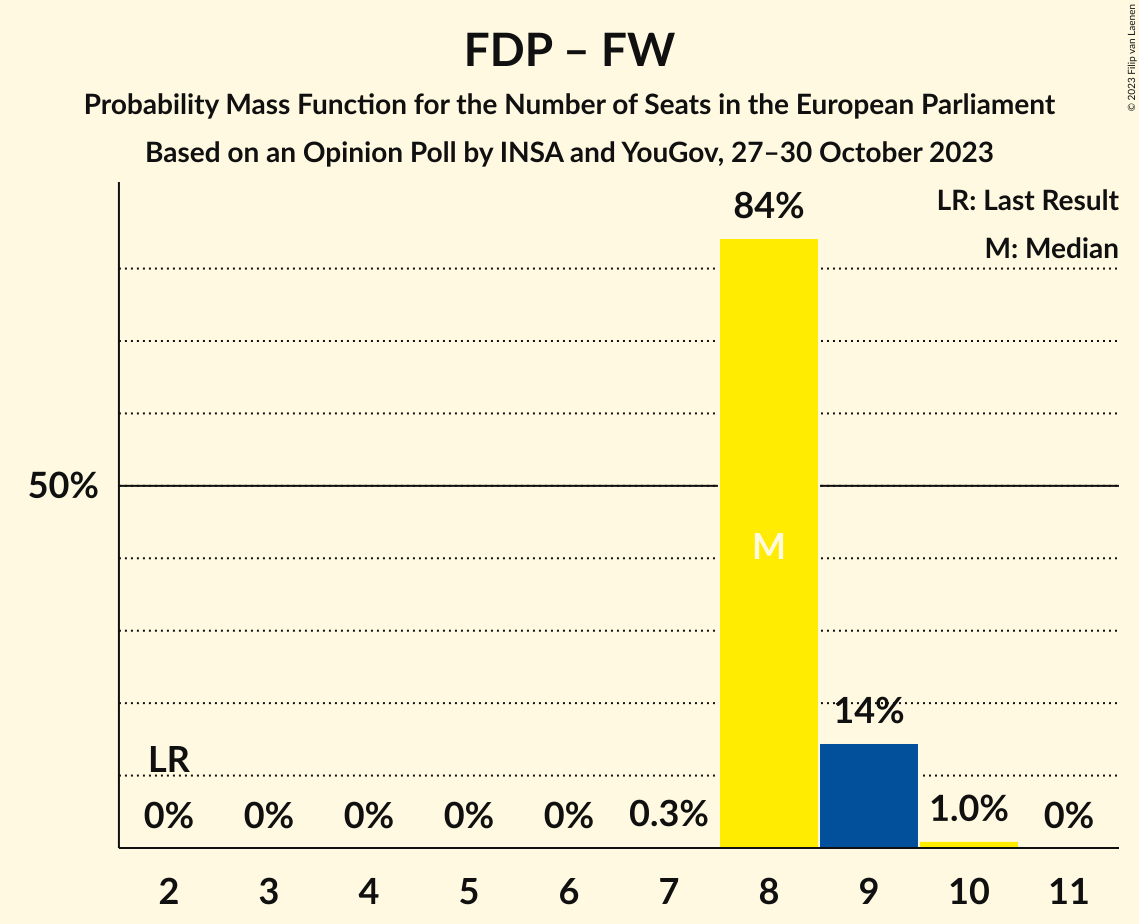 FDP – FW
Probability Mass Function for the Number of Seats in the European Parliament
Based on an Opinion Poll by INSA and YouGov, 27–30 October 2023
© 2023 Filip van Laenen
LR: Last Result
M: Median
84%
50%
M
14%
LR
0% 0% 0% 0% 0% 0.3% 1.0% 0%
2 3 4 5 6 7 8 9 10 11